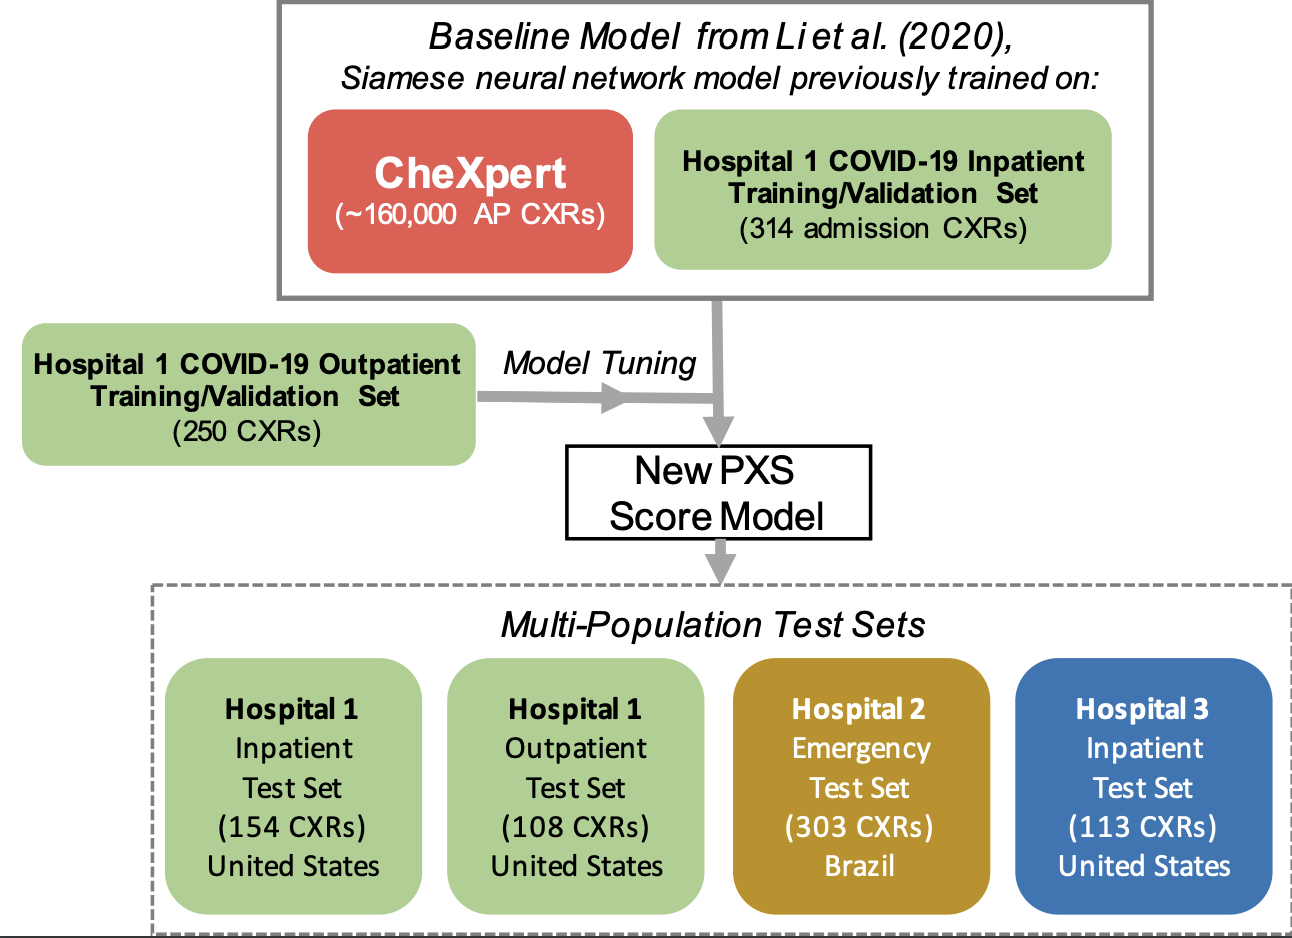 Baseline Model from Li et al. (2020),
Siamese neural network model previously trained on:
CheXpert
(~160,000 AP CXRs)
Hospital 1 COVID-19 Inpatient
Training/Validation Set
(314 admission CXRs)
Hospital 1 COVID-19 Outpatient
Training/Validation Set
(250 CXRs)
Model Tuning
New PXS
Score Model
Multi-Population Test Sets
Hospital 1
Inpatient
Test Set
(154 CXRs)
United States
Hospital 1
Outpatient
Test Set
(108 CXRs)
United States
Hospital 2
Emergency
Test Set
(303 CXRs)
Brazil
Hospital 3
Inpatient
Test Set
(113 CXRs)
United States